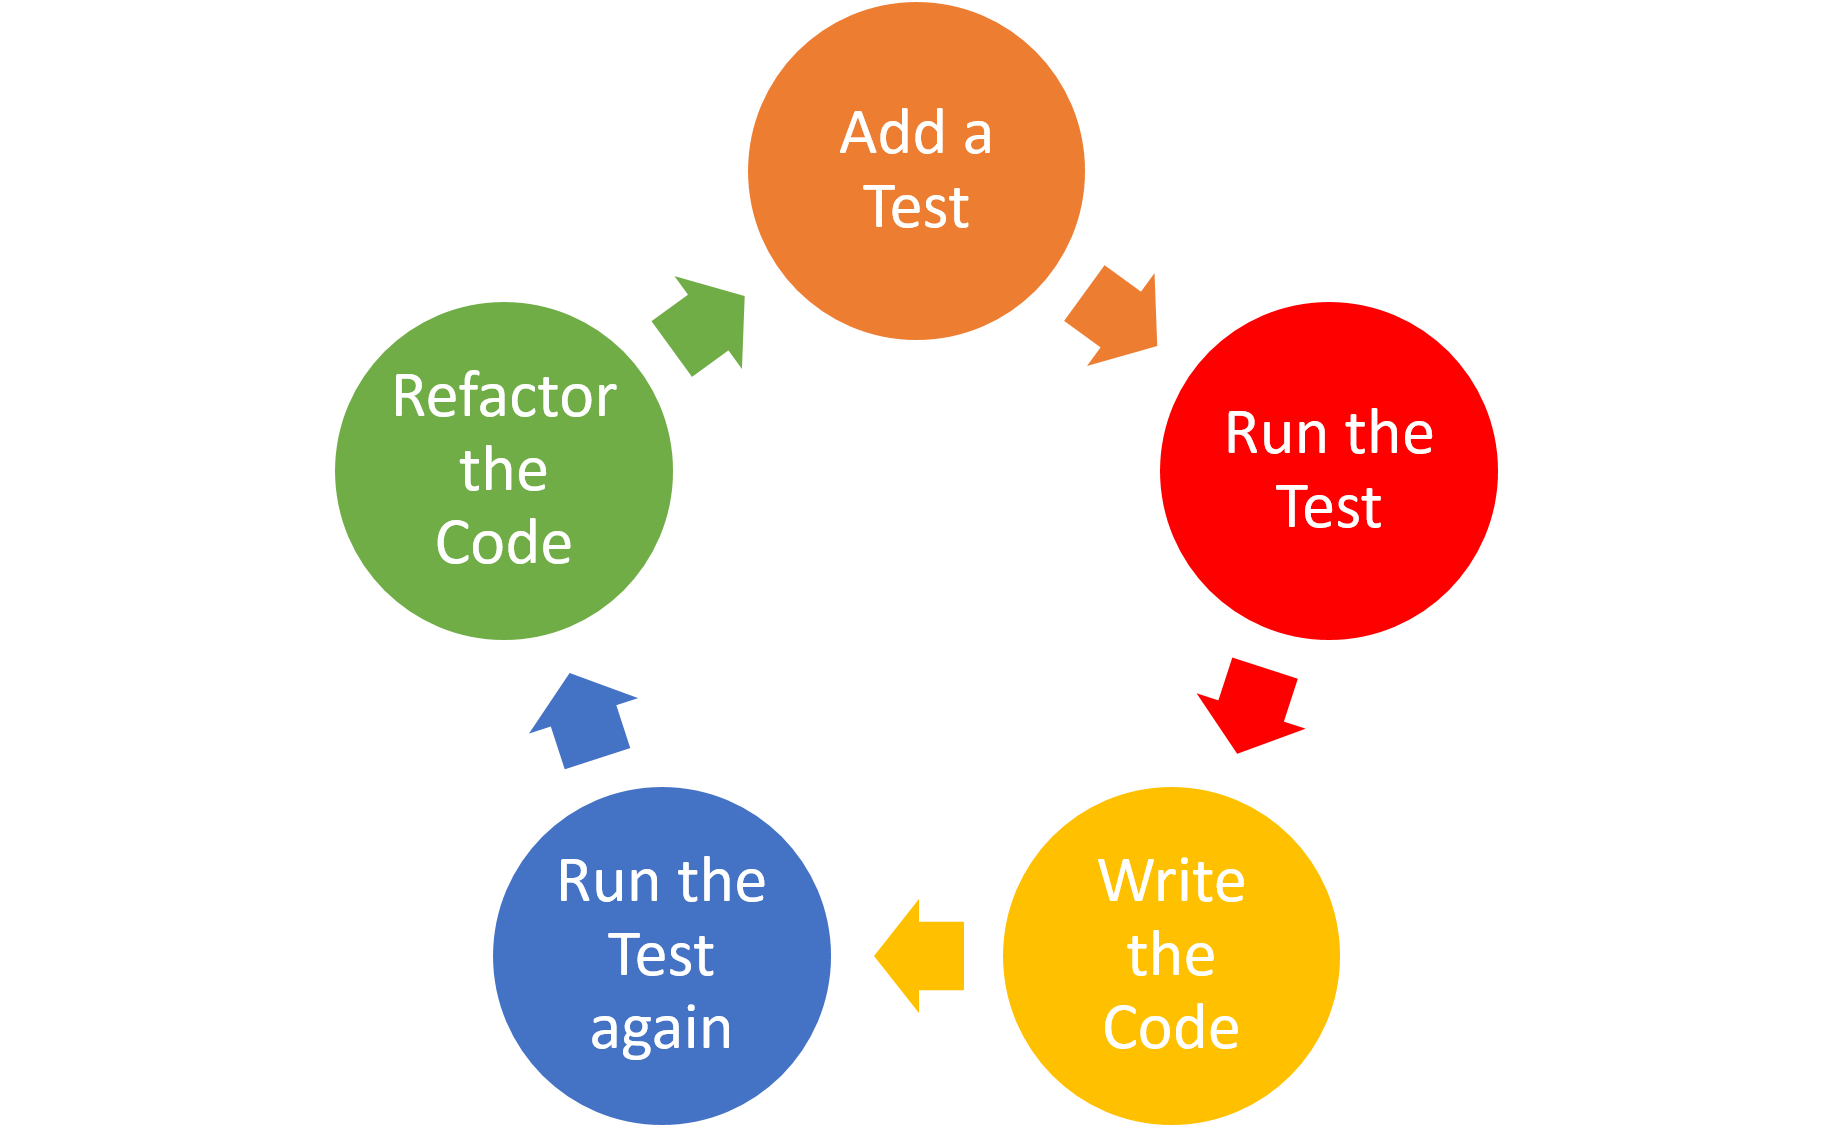 Add a
Test
Run the
Test
Write
the
Code
Run the
Test
again
Refactor
the
Code